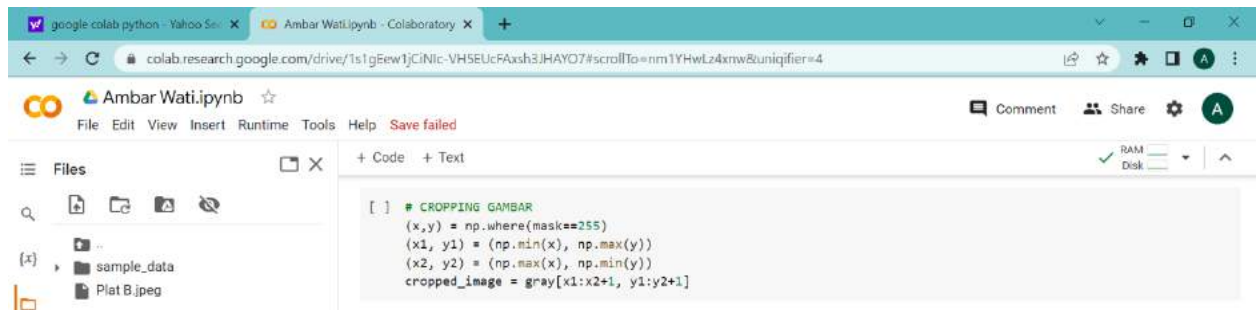 google colab python - Yahoo Se
Ambar Wati.ipynb - Colaboratory
colab.research.google.com/drive/1s1gEew1jCiNIc-VH5EUcFAxsh3JHAYO7#scrollTo=nm1YHwLz4xnw&uniqifier=4
A
Ambar Wati.ipynb
File Edit View Insert Runtime Tools Help Save failed
Comment Share A
Files
+ Code + Text
RAM
Disk
..
sample_data
Plat B.jpeg
{x}
[ ] # CROPPING GAMBAR
(x,y) = np.where(mask==255)
(x1, y1) = (np.min(x), np.max(y))
(x2, y2) = (np.max(x), np.min(y))
cropped_image = gray[x1:x2+1, y1:y2+1]